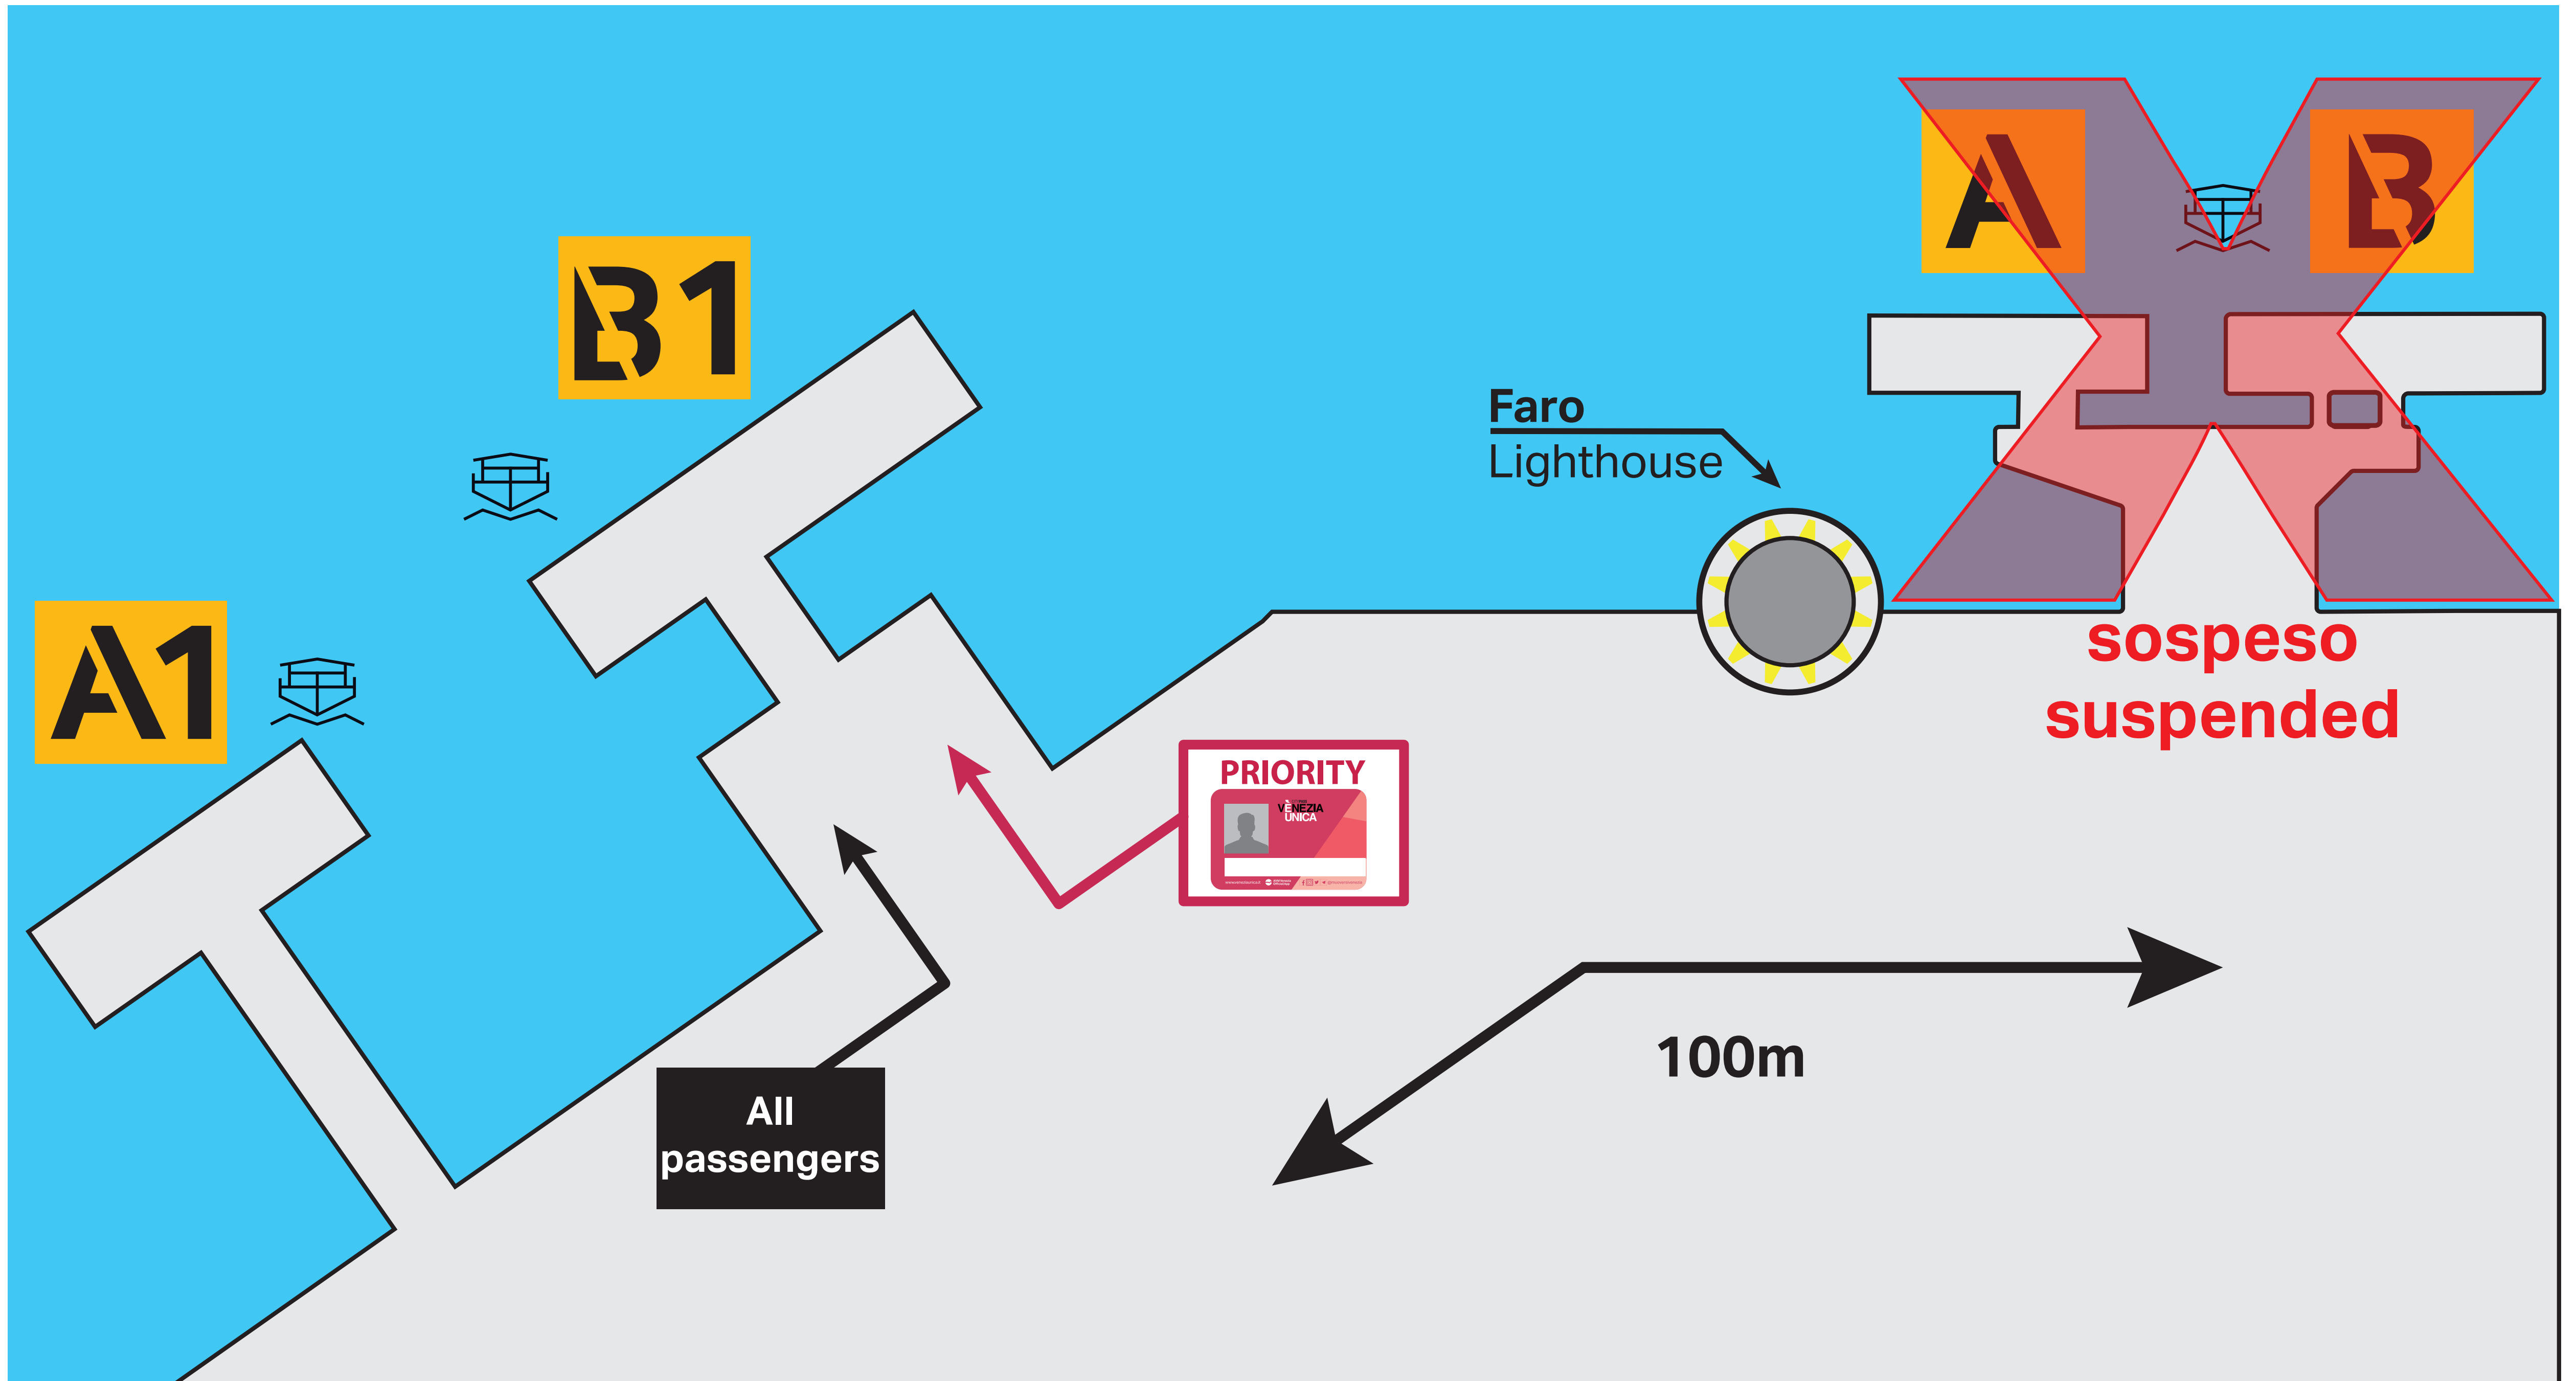 A
B
B1
Faro
Lighthouse
A1
sospeso
suspended
PRIORITY
VENEZIA
UNICA
100m
All
passengers